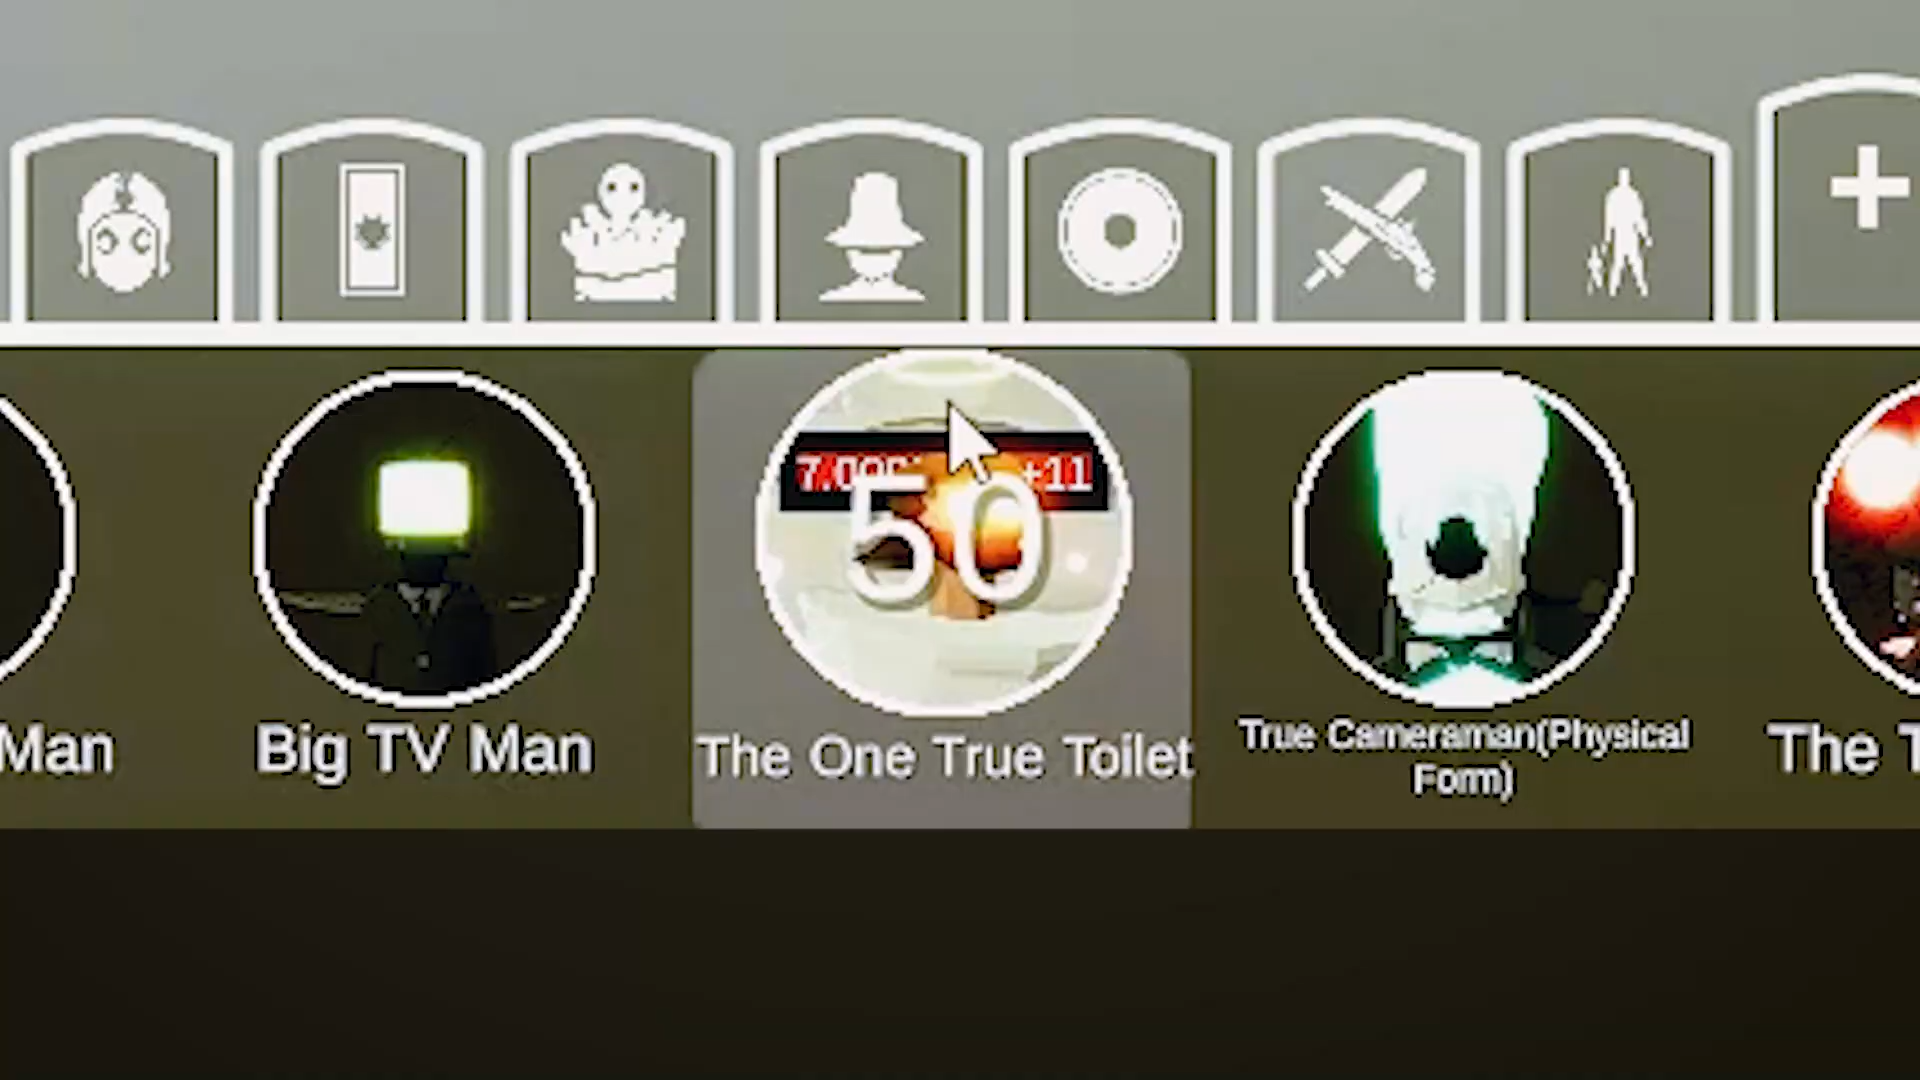 +11
50
Man
Big TV Man
The One True Toilet
True Cameraman(Physical
Form)
The